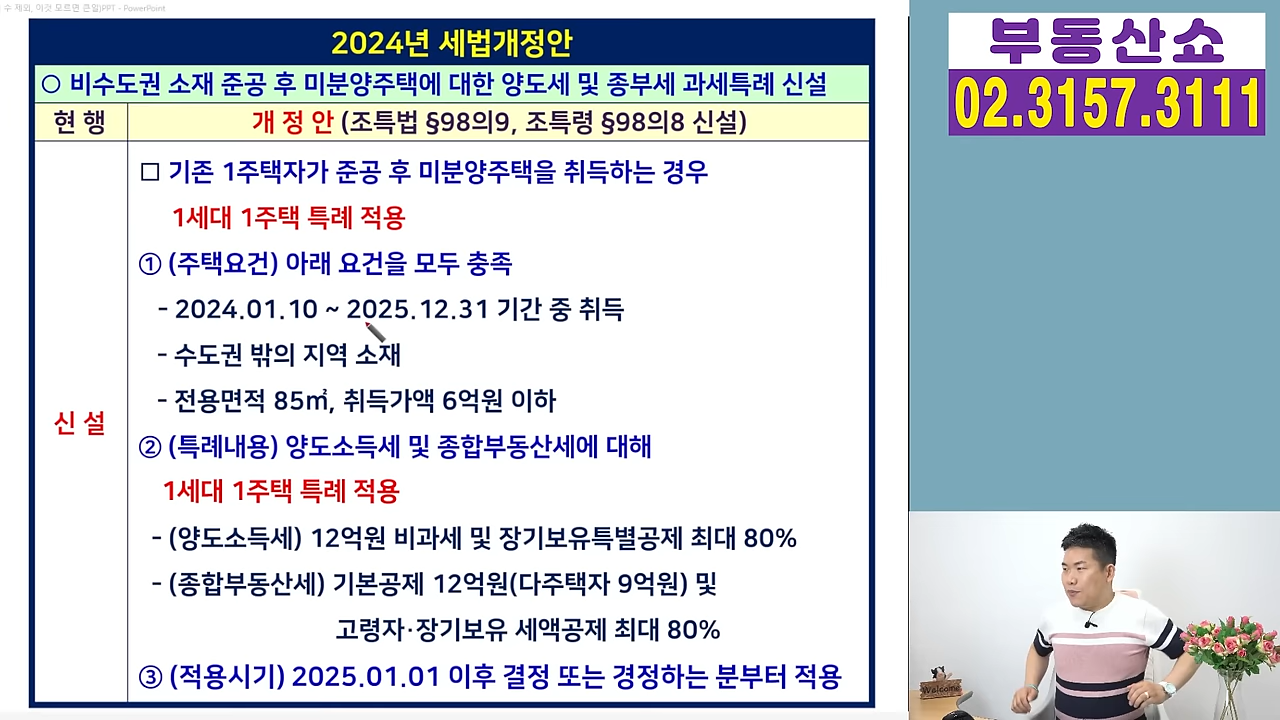 수 제외, 이것 모르면 큰일)PPT - PowerPoint
2024년 세법개정안
○ 비수도권 소재 준공 후 미분양주택에 대한 양도세 및 종부세 과세특례 신설
현 행
개 정 안 (조특법 §98의9, 조특령 §98의8 신설)
신 설
□ 기존 1주택자가 준공 후 미분양주택을 취득하는 경우
1세대 1주택 특례 적용
① (주택요건) 아래 요건을 모두 충족
- 2024.01.10 ~ 2025.12.31 기간 중 취득
- 수도권 밖의 지역 소재
- 전용면적 85㎡, 취득가액 6억원 이하
② (특례내용) 양도소득세 및 종합부동산세에 대해
1세대 1주택 특례 적용
- (양도소득세) 12억원 비과세 및 장기보유특별공제 최대 80%
- (종합부동산세) 기본공제 12억원(다주택자 9억원) 및
고령자·장기보유 세액공제 최대 80%
③ (적용시기) 2025.01.01 이후 결정 또는 경정하는 분부터 적용
부동산쇼
02.3157.3111
Welcome